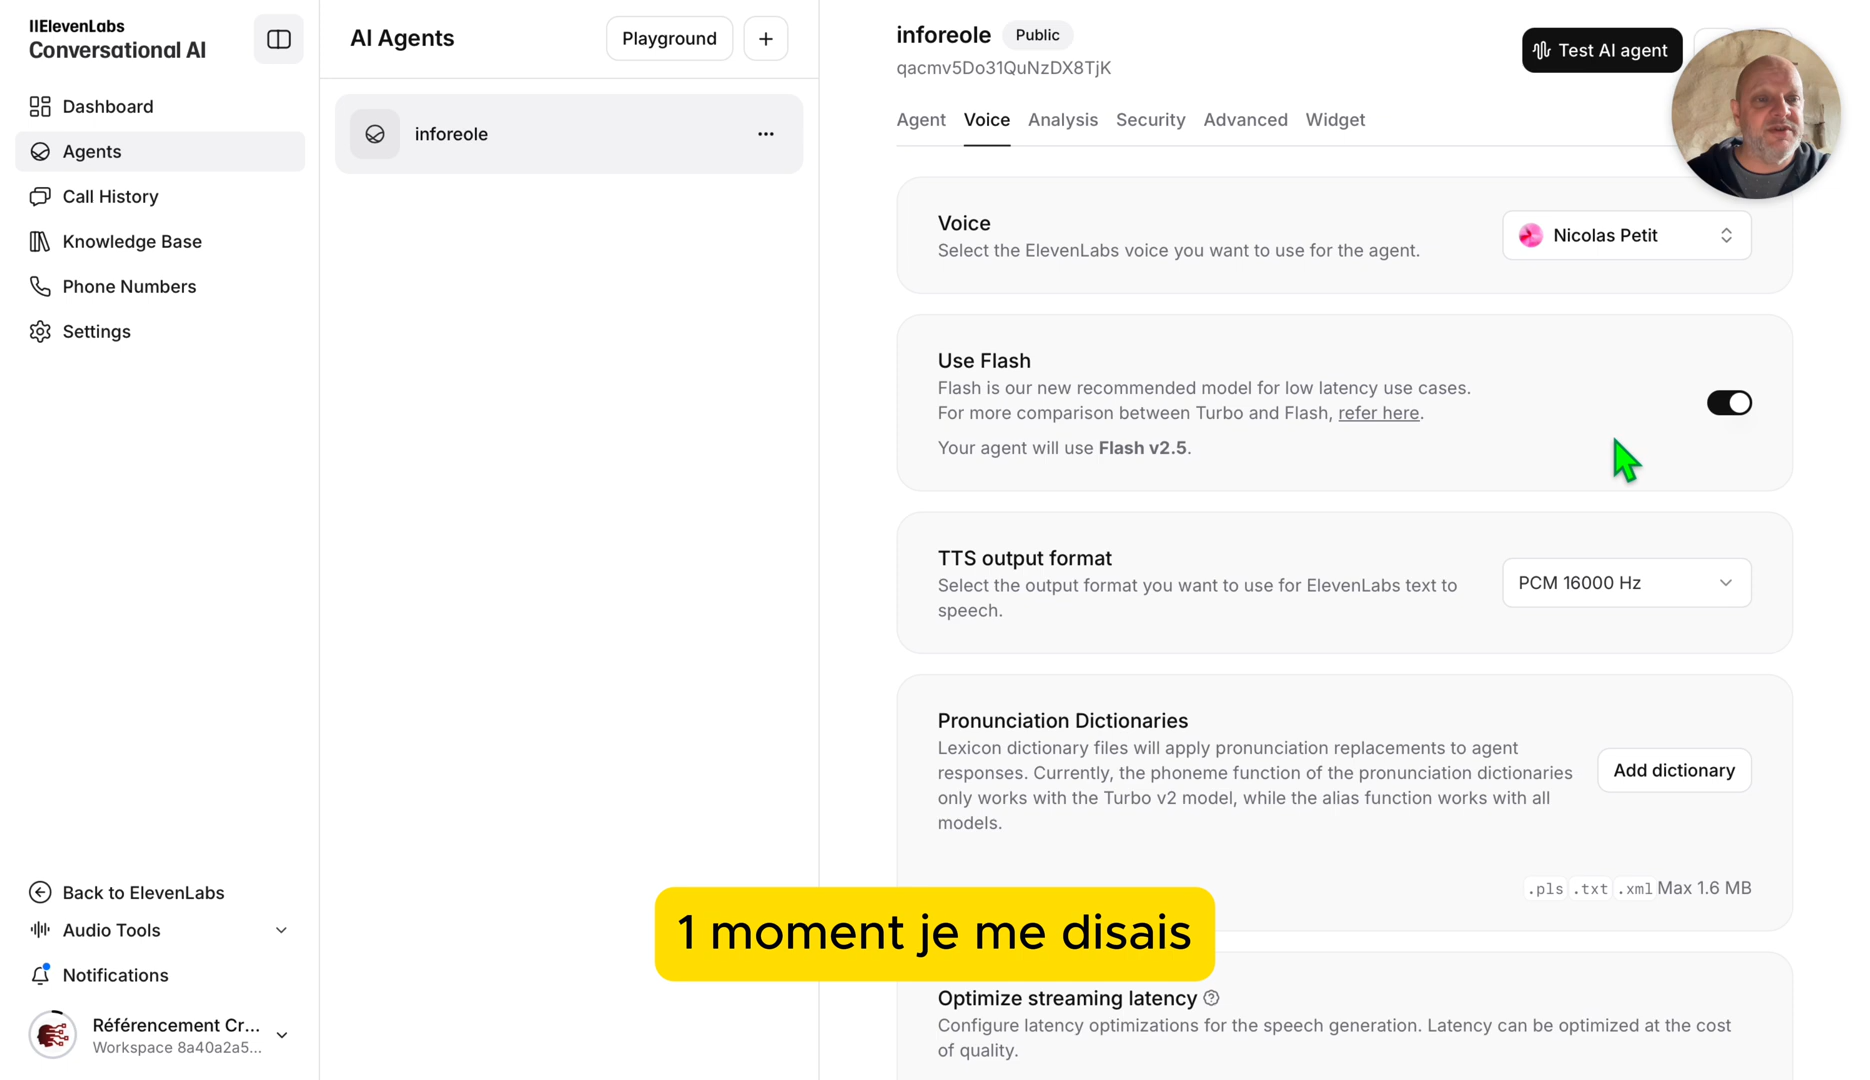 IIElevenLabs
Conversational AI
Dashboard
Agents
Call History
Knowledge Base
Phone Numbers
Settings
Back to ElevenLabs
Audio Tools
Notifications
Référencement Cr...
Workspace 8a40a2a5...
AI Agents
Playground
+
inforeole
...
inforeole
Public
qacmv5Do31QuNzDX8TjK
Test AI agent
Agent Voice Analysis Security Advanced Widget
Voice
Select the ElevenLabs voice you want to use for the agent.
Nicolas Petit
Use Flash
Flash is our new recommended model for low latency use cases.
For more comparison between Turbo and Flash, refer here.
Your agent will use Flash v2.5.
TTS output format
Select the output format you want to use for ElevenLabs text to
speech.
PCM 16000 Hz
Pronunciation Dictionaries
Lexicon dictionary files will apply pronunciation replacements to agent
responses. Currently, the phoneme function of the pronunciation dictionaries
only works with the Turbo v2 model, while the alias function works with all
models.
Add dictionary
.pls .txt .xml Max 1.6 MB
1 moment je me disais
Optimize streaming latency
Configure latency optimizations for the speech generation. Latency can be optimized at the cost
of quality.